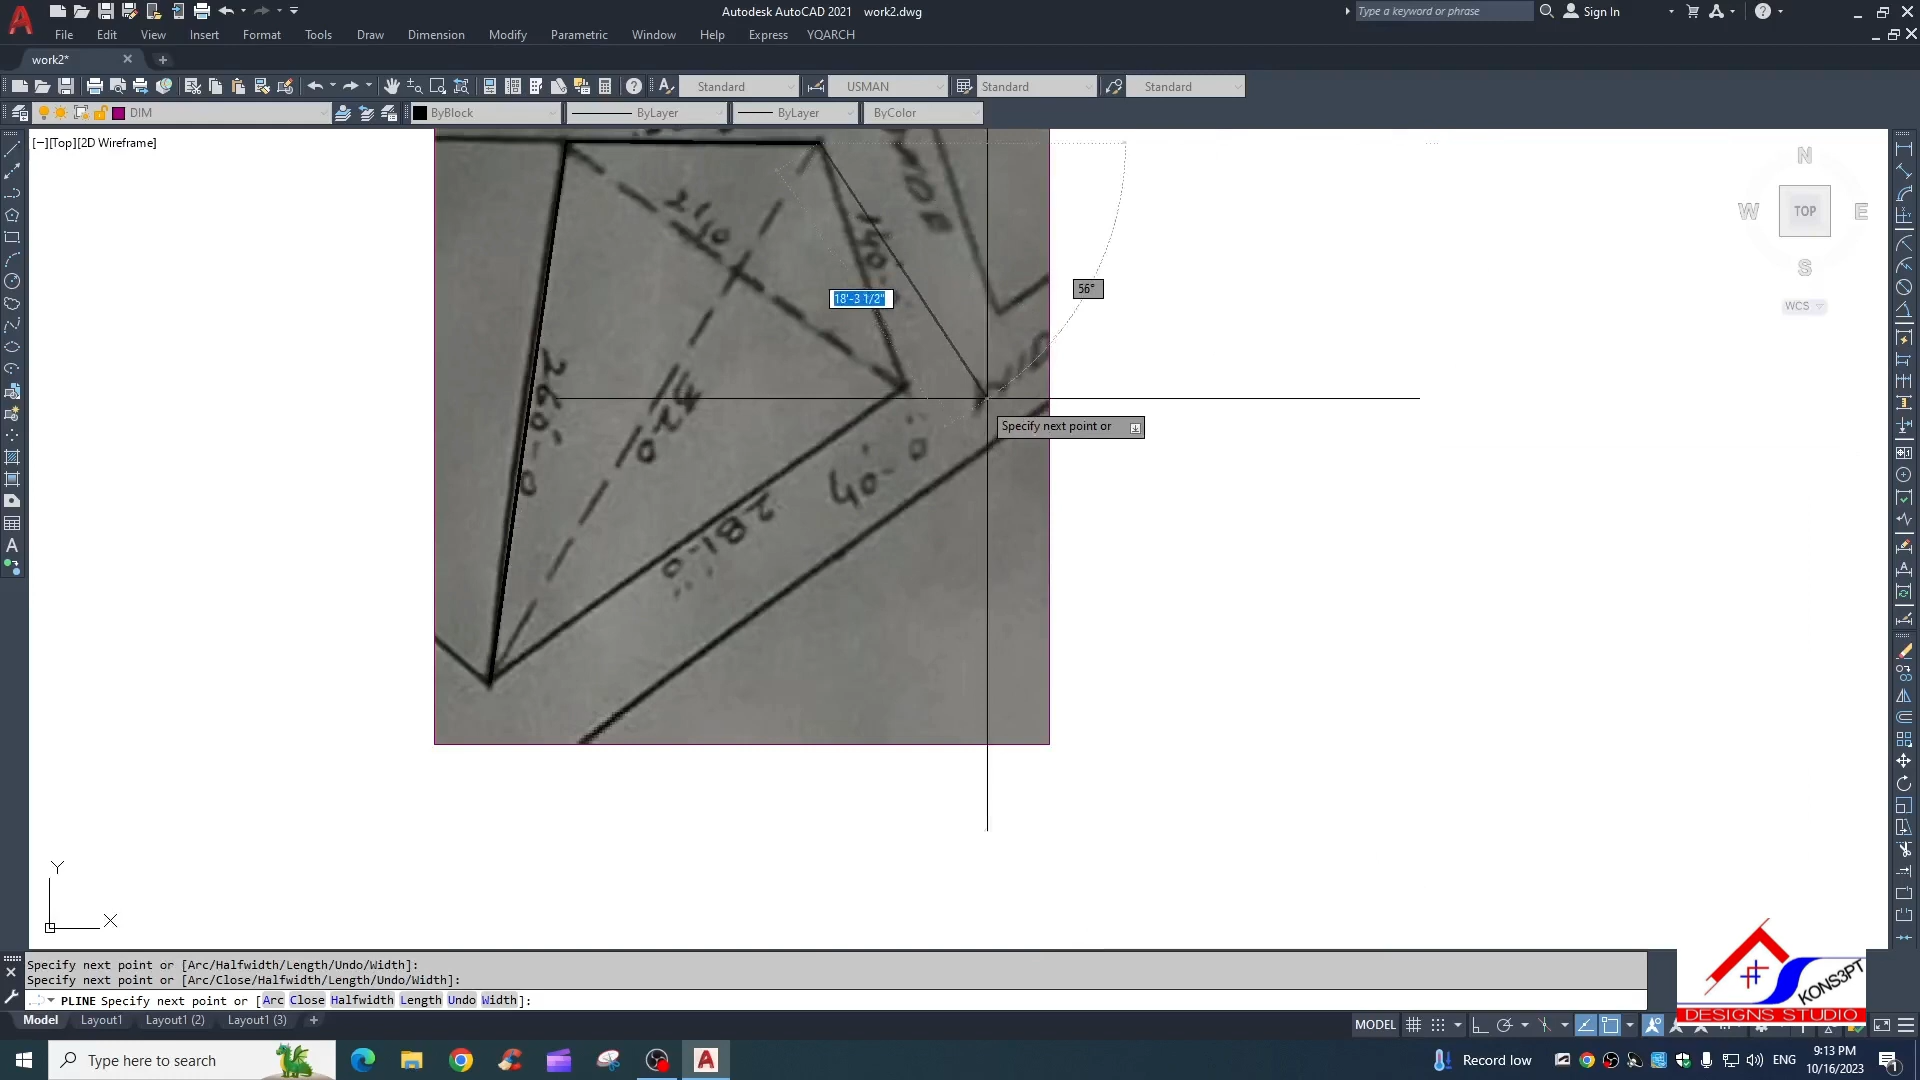 Autodesk AutoCAD 2021 work2.dwg
Type a keyword or phrase
Sign In
File Edit View Insert Format Tools Draw Dimension Modify Parametric Window Help Express YQARCH
work2*
Standard USMAN Standard Standard
DIM ByBlock ByLayer ByLayer ByColor
[−][Top][2D Wireframe]
N
W TOP E
S
WCS
18'-3 1/2"
56°
Specify next point or
Y
X
Specify next point or [Arc/Halfwidth/Length/Undo/Width]:
Specify next point or [Arc/Close/Halfwidth/Length/Undo/Width]:
PLINE Specify next point or [Arc Close Halfwidth Length Undo Width]:
Model Layout1 Layout1 (2) Layout1 (3) +
MODEL
KONS3PT
DESIGNS STUDIO
Type here to search
Record low
ENG
9:13 PM
10/16/2023